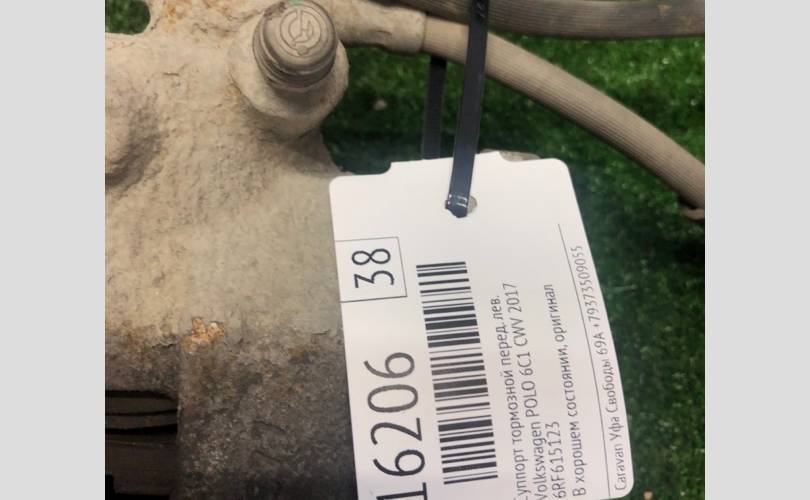 38
16206
Суппорт тормозной перед. лев.
Volkswagen POLO 6C1 CWV 2017
6RF615123
В хорошем состоянии, оригинал
Caravan Уфа Свободы 69А +79373509055